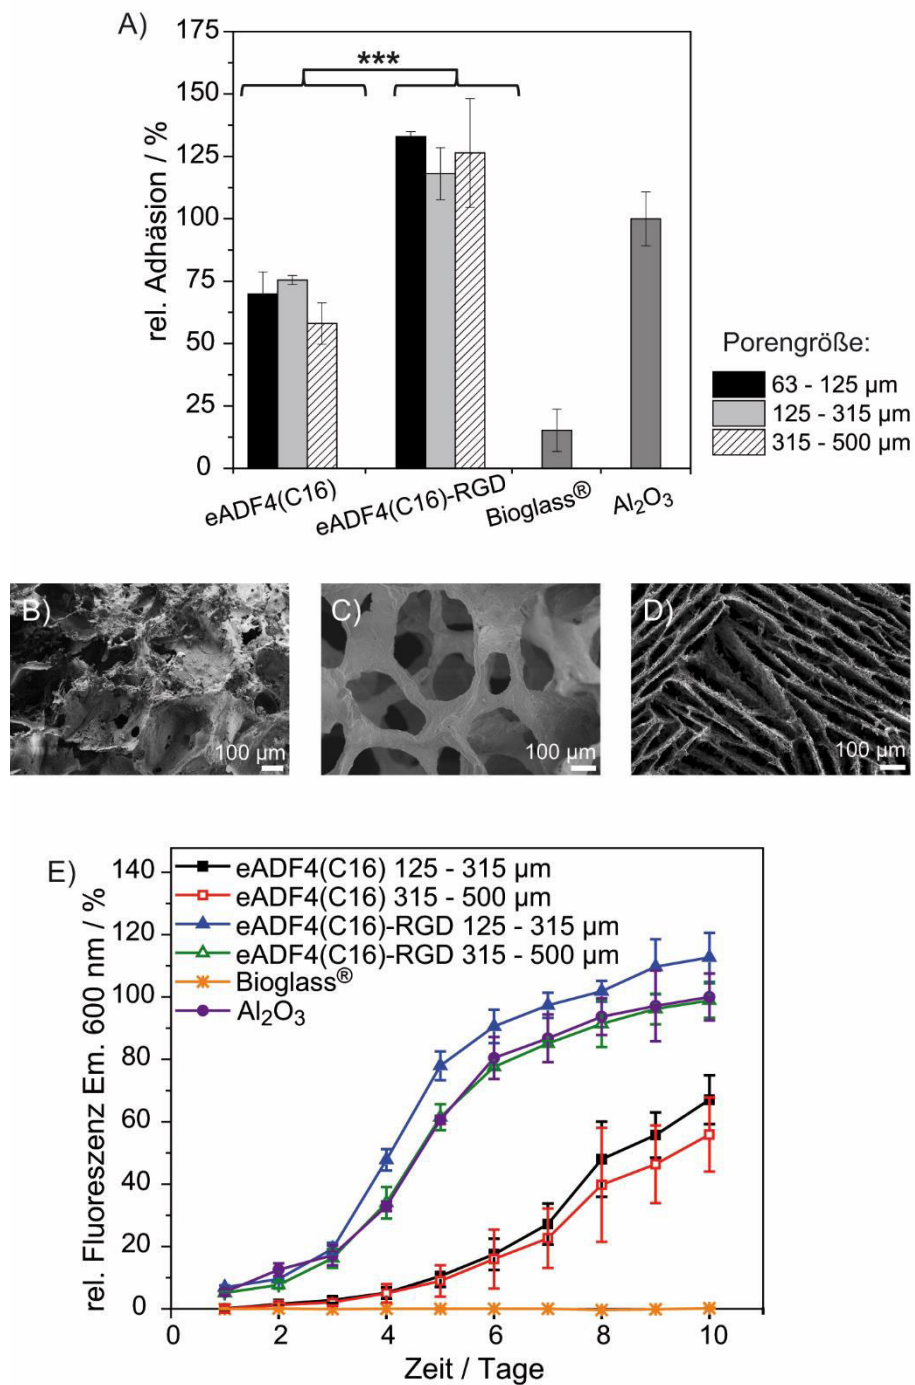 A)
175
***
150
125
100
75
50
25
0
rel. Adhäsion / %
eADF4(C16)
eADF4(C16)-RGD
Bioglass®
Al2O3
Porengröße:
63 - 125 µm
125 - 315 µm
315 - 500 µm
B)
100 µm
C)
100 µm
D)
100 µm
E)
140
120
100
80
60
40
20
0
rel. Fluoreszenz Em. 600 nm / %
eADF4(C16) 125 - 315 µm
eADF4(C16) 315 - 500 µm
eADF4(C16)-RGD 125 - 315 µm
eADF4(C16)-RGD 315 - 500 µm
Bioglass®
Al2O3
0 2 4 6 8 10
Zeit / Tage